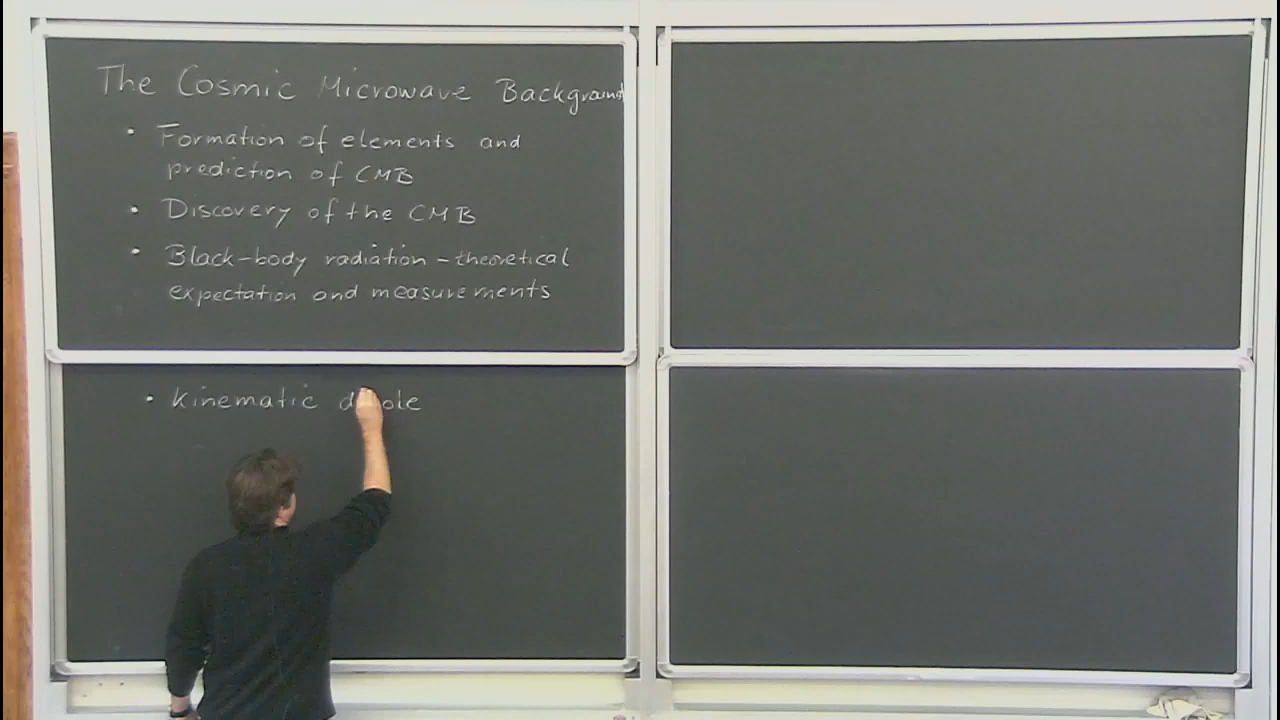 The Cosmic Microwave Background
• Formation of elements and
prediction of CMB
• Discovery of the CMB
• Black-body radiation - theoretical
expectation and measurements
• Kinematic